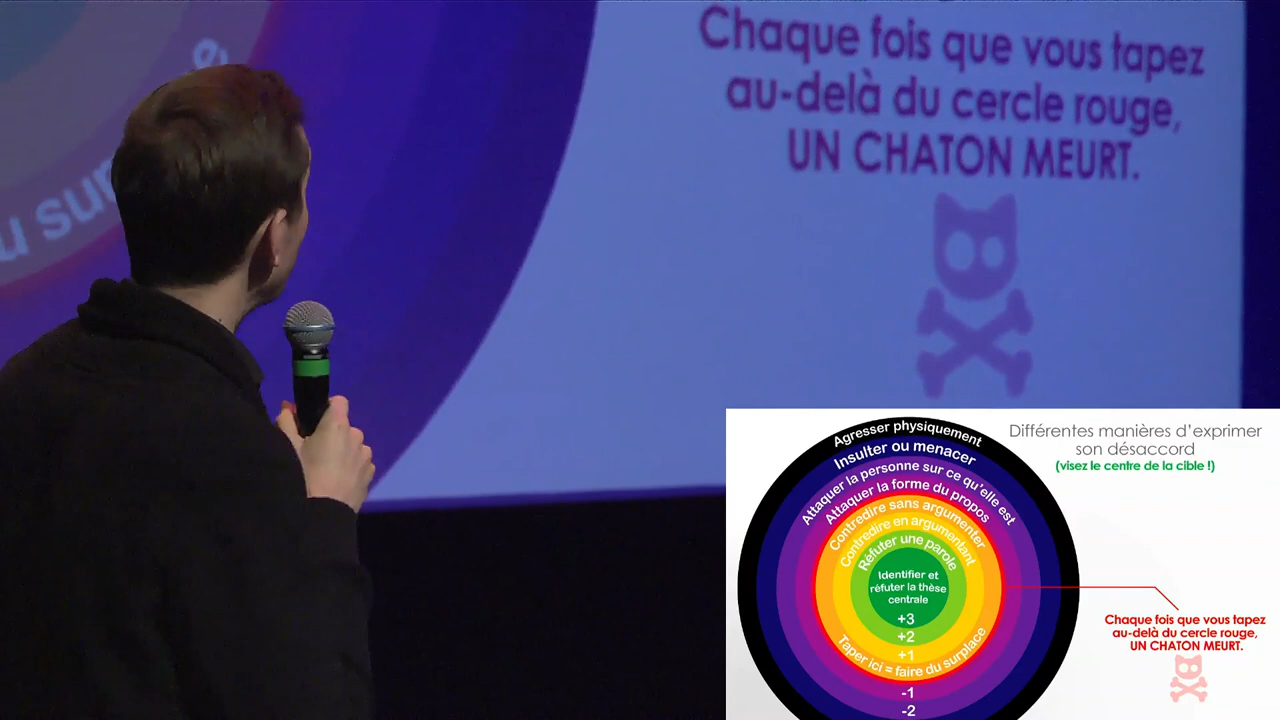 Chaque fois que vous tapez
au-delà du cercle rouge,
UN CHATON MEURT.
Différentes manières d'exprimer
son désaccord
(visez le centre de la cible !)
Agresser physiquement
Insulter ou menacer
Attaquer la personne sur ce qu'elle est
Attaquer la forme du propos
Contredire sans argumenter
Contredire en argumentant
Réfuter une parole
Identifier et
réfuter la thèse
centrale
+3
+2
+1
Taper ici = faire du surplace
-1
-2
Chaque fois que vous tapez
au-delà du cercle rouge,
UN CHATON MEURT.